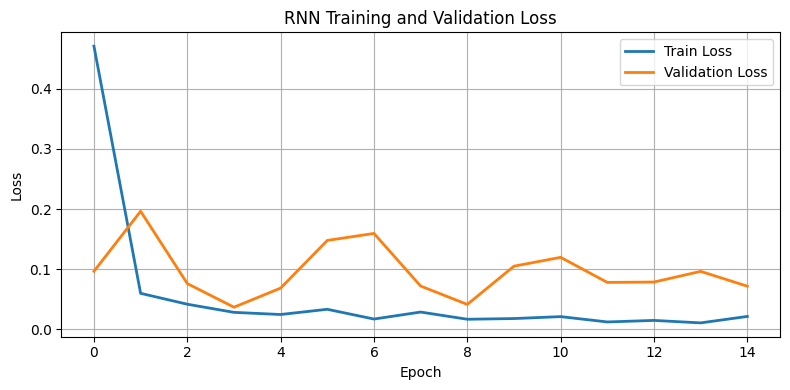 RNN Training and Validation Loss
Train Loss
Validation Loss
0.4
0.3
0.2
0.1
0.0
Loss
0 2 4 6 8 10 12 14
Epoch